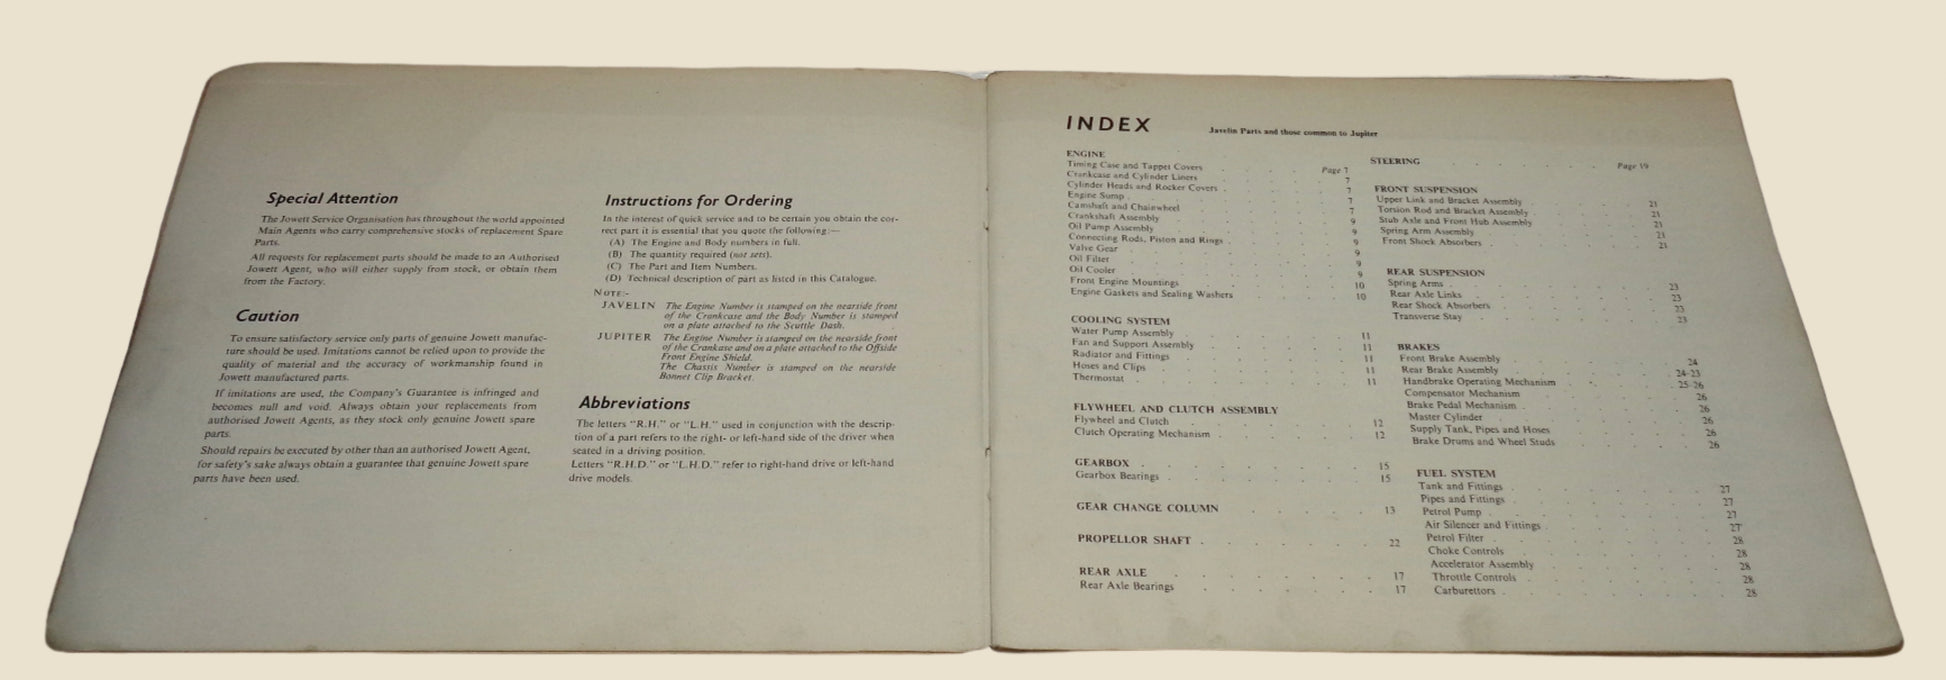 Special Attention
The Jowett Service Organisation has throughout the world appointed
Main Agents who carry comprehensive stocks of replacement Spare
Parts.
All requests for replacement parts should be made to an Authorised
Jowett Agent, who will either supply from stock, or obtain them
from the Factory.
Caution
To ensure satisfactory service only parts of genuine Jowett manufac-
ture should be used. Imitations cannot be relied upon to provide the
quality of material and the accuracy of workmanship found in
Jowett manufactured parts.
If imitations are used, the Company's Guarantee is infringed and
becomes null and void. Always obtain your replacements from
authorised Jowett Agents, as they stock only genuine Jowett spare
parts.
Should repairs be executed by other than an authorised Jowett Agent,
for safety's sake always obtain a guarantee that genuine Jowett spare
parts have been used.
Instructions for Ordering
In the interest of quick service and to be certain you obtain the cor-
rect part it is essential that you quote the following:—
(A) The Engine and Body numbers in full.
(B) The quantity required (not sets).
(C) The Part and Item Numbers.
(D) Technical description of part as listed in this Catalogue.
NOTE:-
JAVELIN The Engine Number is stamped on the nearside front
of the Crankcase and the Body Number is stamped
on a plate attached to the Scuttle Dash.
JUPITER The Engine Number is stamped on the nearside front
of the Crankase and on a plate attached to the Offside
Front Engine Shield.
The Chassis Number is stamped on the nearside
Bonnet Clip Bracket.
Abbreviations
The letters "R.H." or "L.H." used in conjunction with the descrip-
tion of a part refers to the right- or left-hand side of the driver when
seated in a driving position.
Letters "R.H.D." or "L.H.D." refer to right-hand drive or left-hand
drive models.
INDEX Javelin Parts and those common to Jupiter
ENGINE
Timing Case and Tappet Covers Page 7
Crankcase and Cylinder Liners 7
Cylinder Heads and Rocker Covers 7
Engine Sump 7
Camshaft and Chainwheel 7
Crankshaft Assembly 9
Oil Pump Assembly 9
Connecting Rods, Piston and Rings 9
Valve Gear 9
Oil Filter 9
Oil Cooler 9
Front Engine Mountings 10
Engine Gaskets and Sealing Washers 10
COOLING SYSTEM
Water Pump Assembly 11
Fan and Support Assembly 11
Radiator and Fittings 11
Hoses and Clips 11
Thermostat 11
FLYWHEEL AND CLUTCH ASSEMBLY
Flywheel and Clutch 12
Clutch Operating Mechanism 12
GEARBOX 15
Gearbox Bearings 15
GEAR CHANGE COLUMN 13
PROPELLOR SHAFT 22
REAR AXLE 17
Rear Axle Bearings 17
STEERING Page 19
FRONT SUSPENSION
Upper Link and Bracket Assembly 21
Torsion Rod and Bracket Assembly 21
Stub Axle and Front Hub Assembly 21
Spring Arm Assembly 21
Front Shock Absorbers 21
REAR SUSPENSION
Spring Arms 23
Rear Axle Links 23
Rear Shock Absorbers 23
Transverse Stay 23
BRAKES
Front Brake Assembly 24
Rear Brake Assembly 24-23
Handbrake Operating Mechanism 25-26
Compensator Mechanism 26
Brake Pedal Mechanism 26
Master Cylinder 26
Supply Tank, Pipes and Hoses 26
Brake Drums and Wheel Studs 26
FUEL SYSTEM
Tank and Fittings 27
Pipes and Fittings 27
Petrol Pump 27
Air Silencer and Fittings 27
Petrol Filter 28
Choke Controls 28
Accelerator Assembly 28
Throttle Controls 28
Carburettors 28